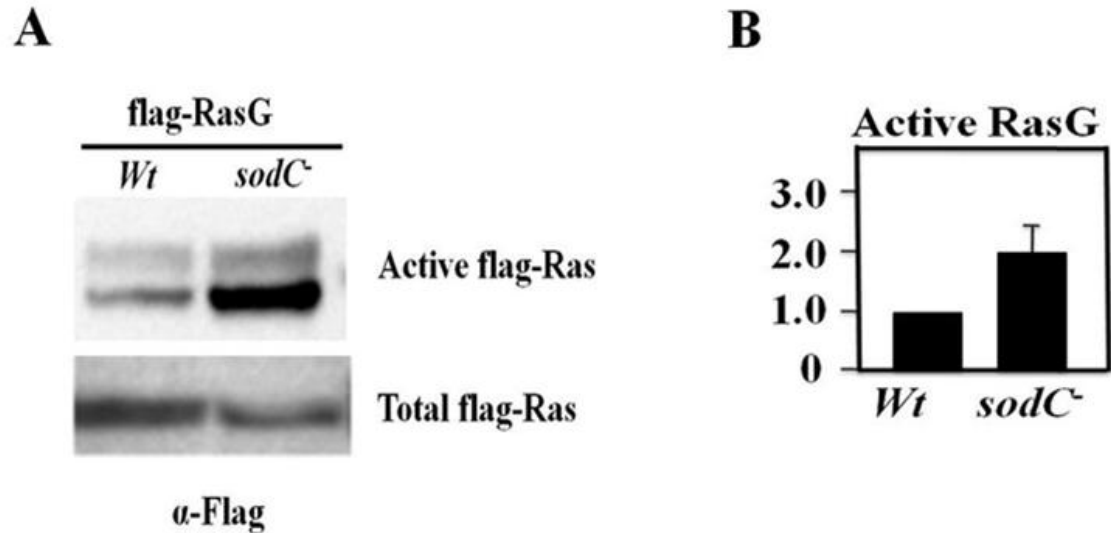 A
flag-RasG
Wt sodC-
Active flag-Ras
Total flag-Ras
α-Flag
B
Active RasG
3.0
2.0
1.0
0
Wt sodC-